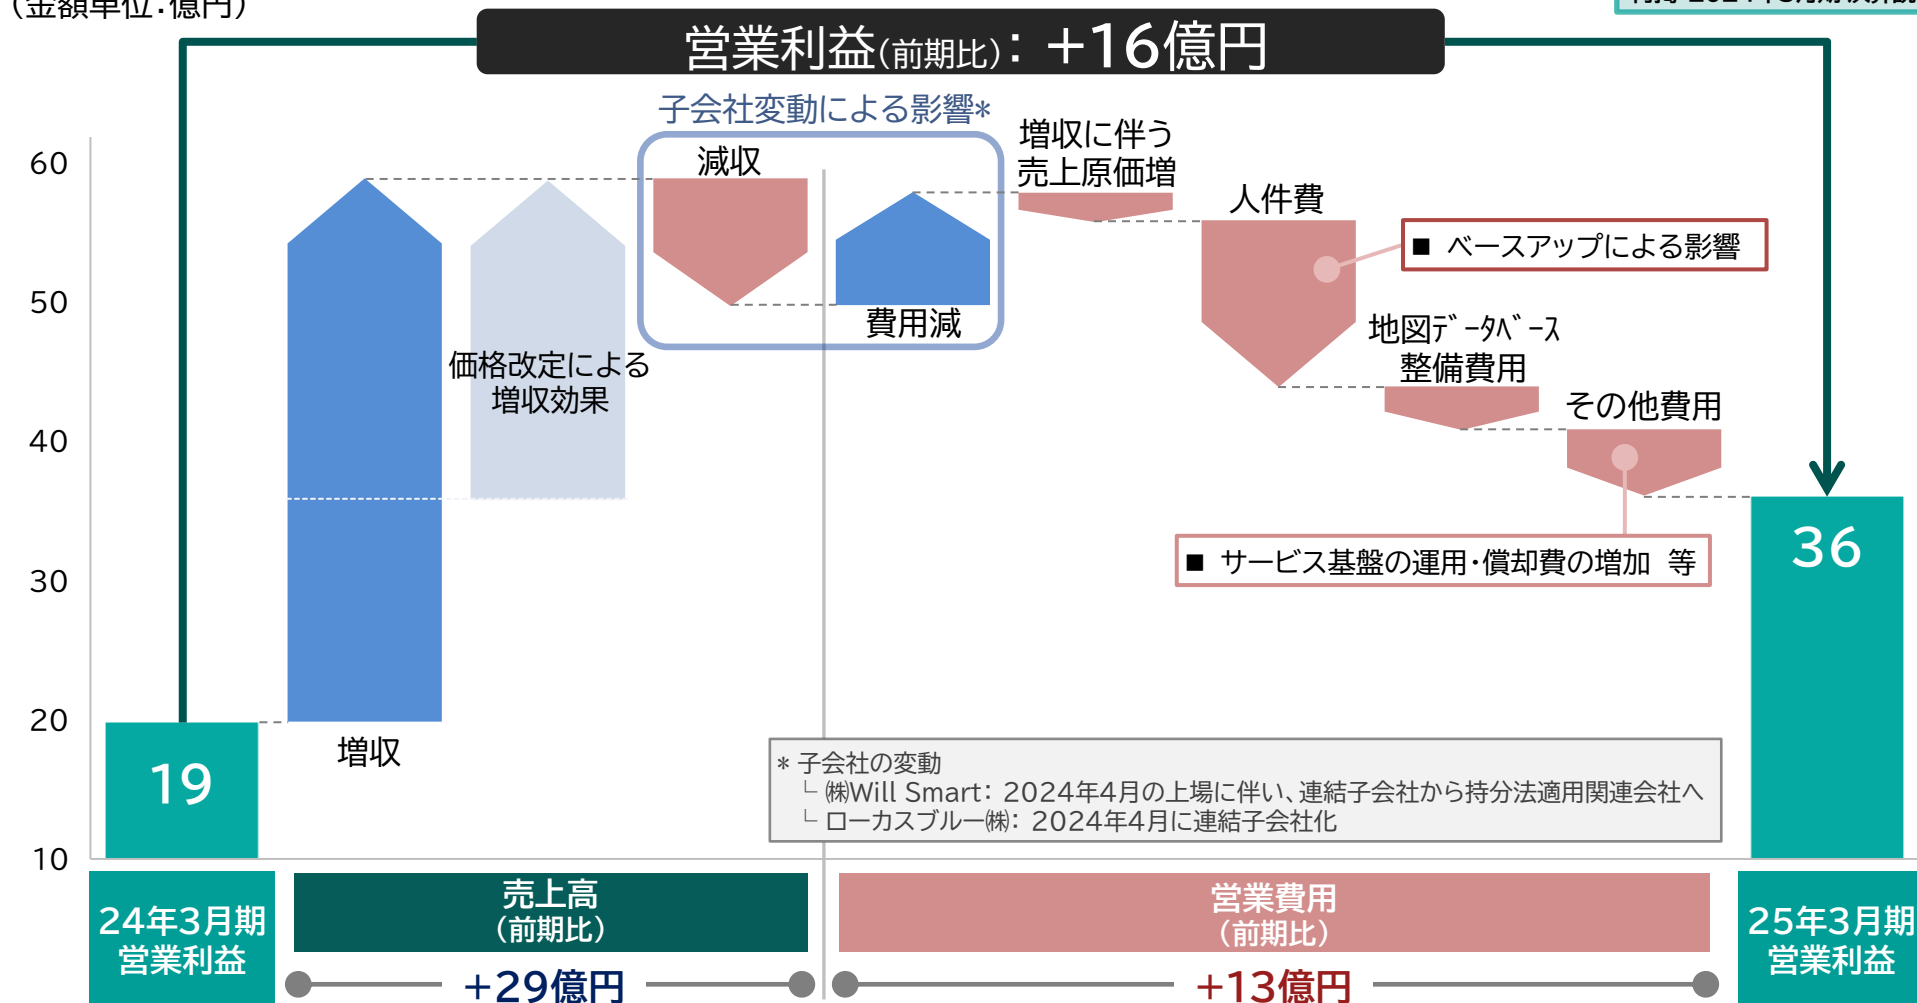 （金額単位：億円）
営業利益(前期比)：+16億円
子会社変動による影響*
減収
増収に伴う
売上原価増
人件費
■ ベースアップによる影響
費用減
地図ﾃﾞｰﾀﾍﾞｰｽ
整備費用
価格改定による
増収効果
その他費用
■ サービス基盤の運用・償却費の増加 等
60
50
40
30
20
10
36
19
増収
* 子会社の変動
└ ㈱Will Smart： 2024年4月の上場に伴い、連結子会社から持分法適用関連会社へ
└ ローカスブルー㈱： 2024年4月に連結子会社化
24年3月期
営業利益
売上高
（前期比）
+29億円
営業費用
（前期比）
+13億円
25年3月期
営業利益